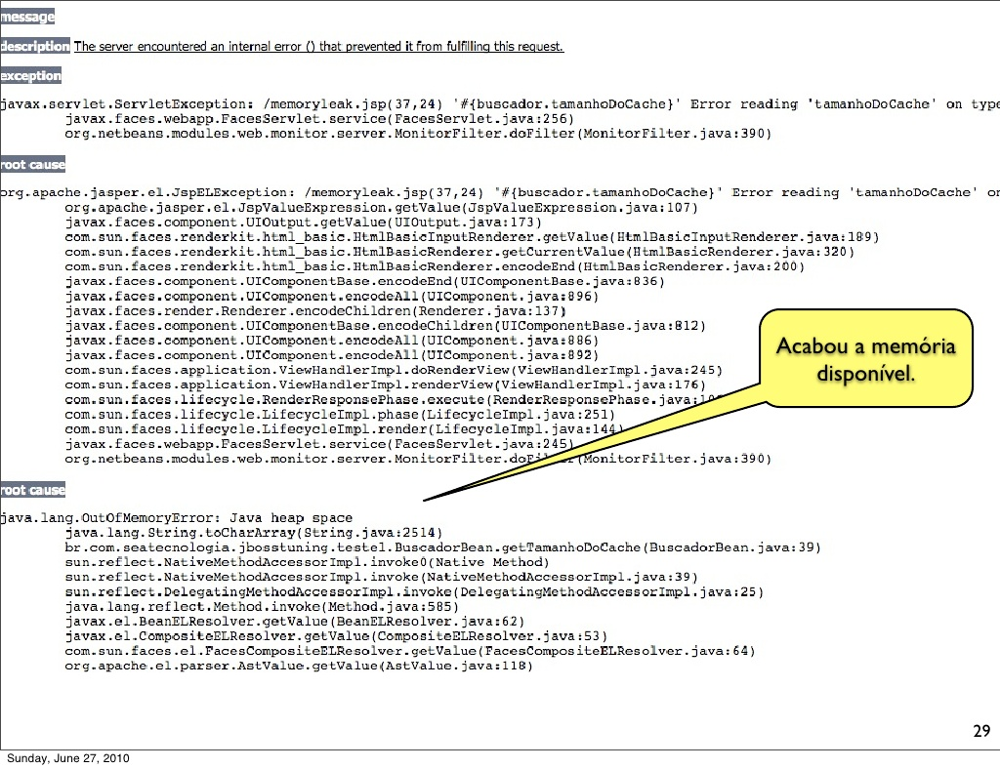 message
description The server encountered an internal error () that prevented it from fulfilling this request.
exception
javax.servlet.ServletException: /memoryleak.jsp(37,24) '#{buscador.tamanhoDoCache}' Error reading 'tamanhoDoCache' on type
javax.faces.webapp.FacesServlet.service(FacesServlet.java:256)
org.netbeans.modules.web.monitor.server.MonitorFilter.doFilter(MonitorFilter.java:390)
root cause
org.apache.jasper.el.JspELException: /memoryleak.jsp(37,24) '#{buscador.tamanhoDoCache}' Error reading 'tamanhoDoCache' on
org.apache.jasper.el.JspValueExpression.getValue(JspValueExpression.java:107)
javax.faces.component.UIOutput.getValue(UIOutput.java:173)
com.sun.faces.renderkit.html_basic.HtmlBasicInputRenderer.getValue(HtmlBasicInputRenderer.java:189)
com.sun.faces.renderkit.html_basic.HtmlBasicRenderer.getCurrentValue(HtmlBasicRenderer.java:320)
com.sun.faces.renderkit.html_basic.HtmlBasicRenderer.encodeEnd(HtmlBasicRenderer.java:200)
javax.faces.component.UIComponentBase.encodeEnd(UIComponentBase.java:836)
javax.faces.component.UIComponent.encodeAll(UIComponent.java:896)
javax.faces.render.Renderer.encodeChildren(Renderer.java:137)
javax.faces.component.UIComponentBase.encodeChildren(UIComponentBase.java:812)
javax.faces.component.UIComponent.encodeAll(UIComponent.java:886)
javax.faces.component.UIComponent.encodeAll(UIComponent.java:892)
com.sun.faces.application.ViewHandlerImpl.doRenderView(ViewHandlerImpl.java:245)
com.sun.faces.application.ViewHandlerImpl.renderView(ViewHandlerImpl.java:176)
com.sun.faces.lifecycle.RenderResponsePhase.execute(RenderResponsePhase.java:10
com.sun.faces.lifecycle.LifecycleImpl.phase(LifecycleImpl.java:251)
com.sun.faces.lifecycle.LifecycleImpl.render(LifecycleImpl.java:144)
javax.faces.webapp.FacesServlet.service(FacesServlet.java:245)
org.netbeans.modules.web.monitor.server.MonitorFilter.doFilter(MonitorFilter.java:390)
Acabou a memória
disponível.
root cause
java.lang.OutOfMemoryError: Java heap space
java.lang.String.toCharArray(String.java:2514)
br.com.seatecnologia.jbosstuning.teste1.BuscadorBean.getTamanhoDoCache(BuscadorBean.java:39)
sun.reflect.NativeMethodAccessorImpl.invoke0(Native Method)
sun.reflect.NativeMethodAccessorImpl.invoke(NativeMethodAccessorImpl.java:39)
sun.reflect.DelegatingMethodAccessorImpl.invoke(DelegatingMethodAccessorImpl.java:25)
java.lang.reflect.Method.invoke(Method.java:585)
javax.el.BeanELResolver.getValue(BeanELResolver.java:62)
javax.el.CompositeELResolver.getValue(CompositeELResolver.java:53)
com.sun.faces.el.FacesCompositeELResolver.getValue(FacesCompositeELResolver.java:64)
org.apache.el.parser.AstValue.getValue(AstValue.java:118)
29
Sunday, June 27, 2010